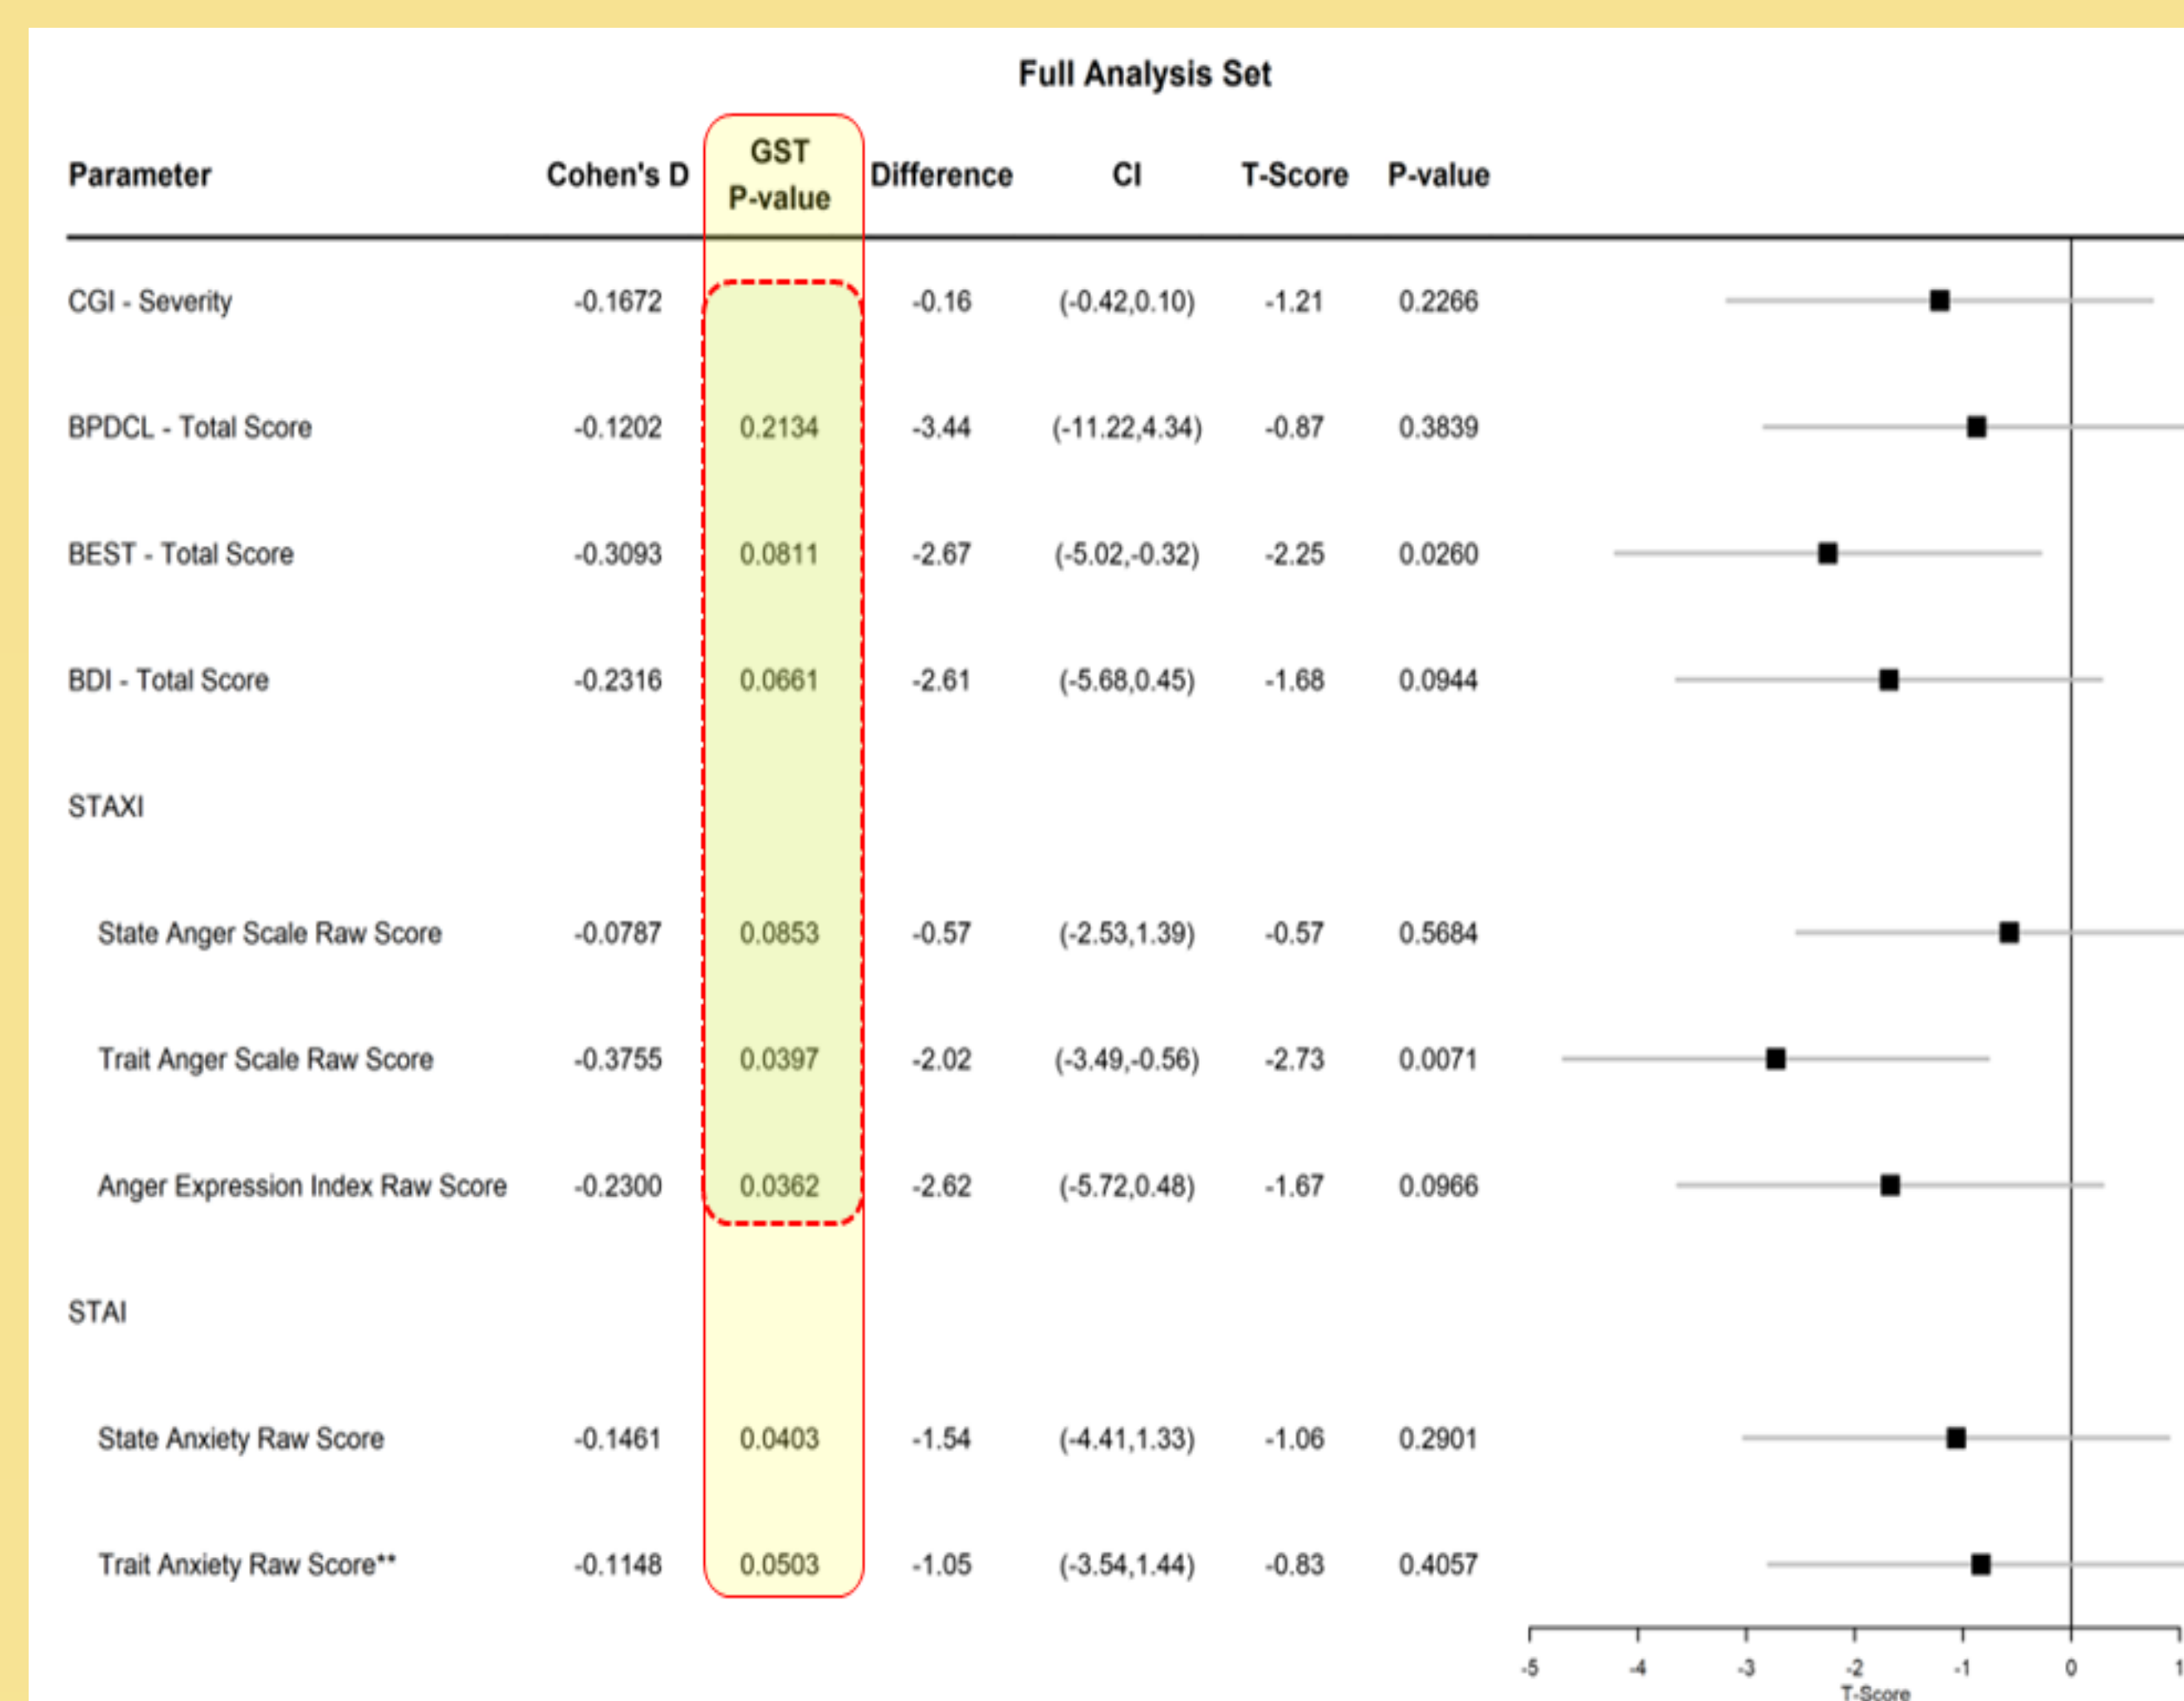 Full Analysis Set
Parameter Cohen's D GST P-value Difference CI T-Score P-value
CGI - Severity -0.1672 -0.16 (-0.42,0.10) -1.21 0.2266
BPDCL - Total Score -0.1202 0.2134 -3.44 (-11.22,4.34) -0.87 0.3839
BEST - Total Score -0.3093 0.0811 -2.67 (-5.02,-0.32) -2.25 0.0260
BDI - Total Score -0.2316 0.0661 -2.61 (-5.68,0.45) -1.68 0.0944
STAXI
State Anger Scale Raw Score -0.0787 0.0853 -0.57 (-2.53,1.39) -0.57 0.5684
Trait Anger Scale Raw Score -0.3755 0.0397 -2.02 (-3.49,-0.56) -2.73 0.0071
Anger Expression Index Raw Score -0.2300 0.0362 -2.62 (-5.72,0.48) -1.67 0.0966
STAI
State Anxiety Raw Score -0.1461 0.0403 -1.54 (-4.41,1.33) -1.06 0.2901
Trait Anxiety Raw Score** -0.1148 0.0503 -1.05 (-3.54,1.44) -0.83 0.4057
-5 -4 -3 -2 -1 0 1
T-Score